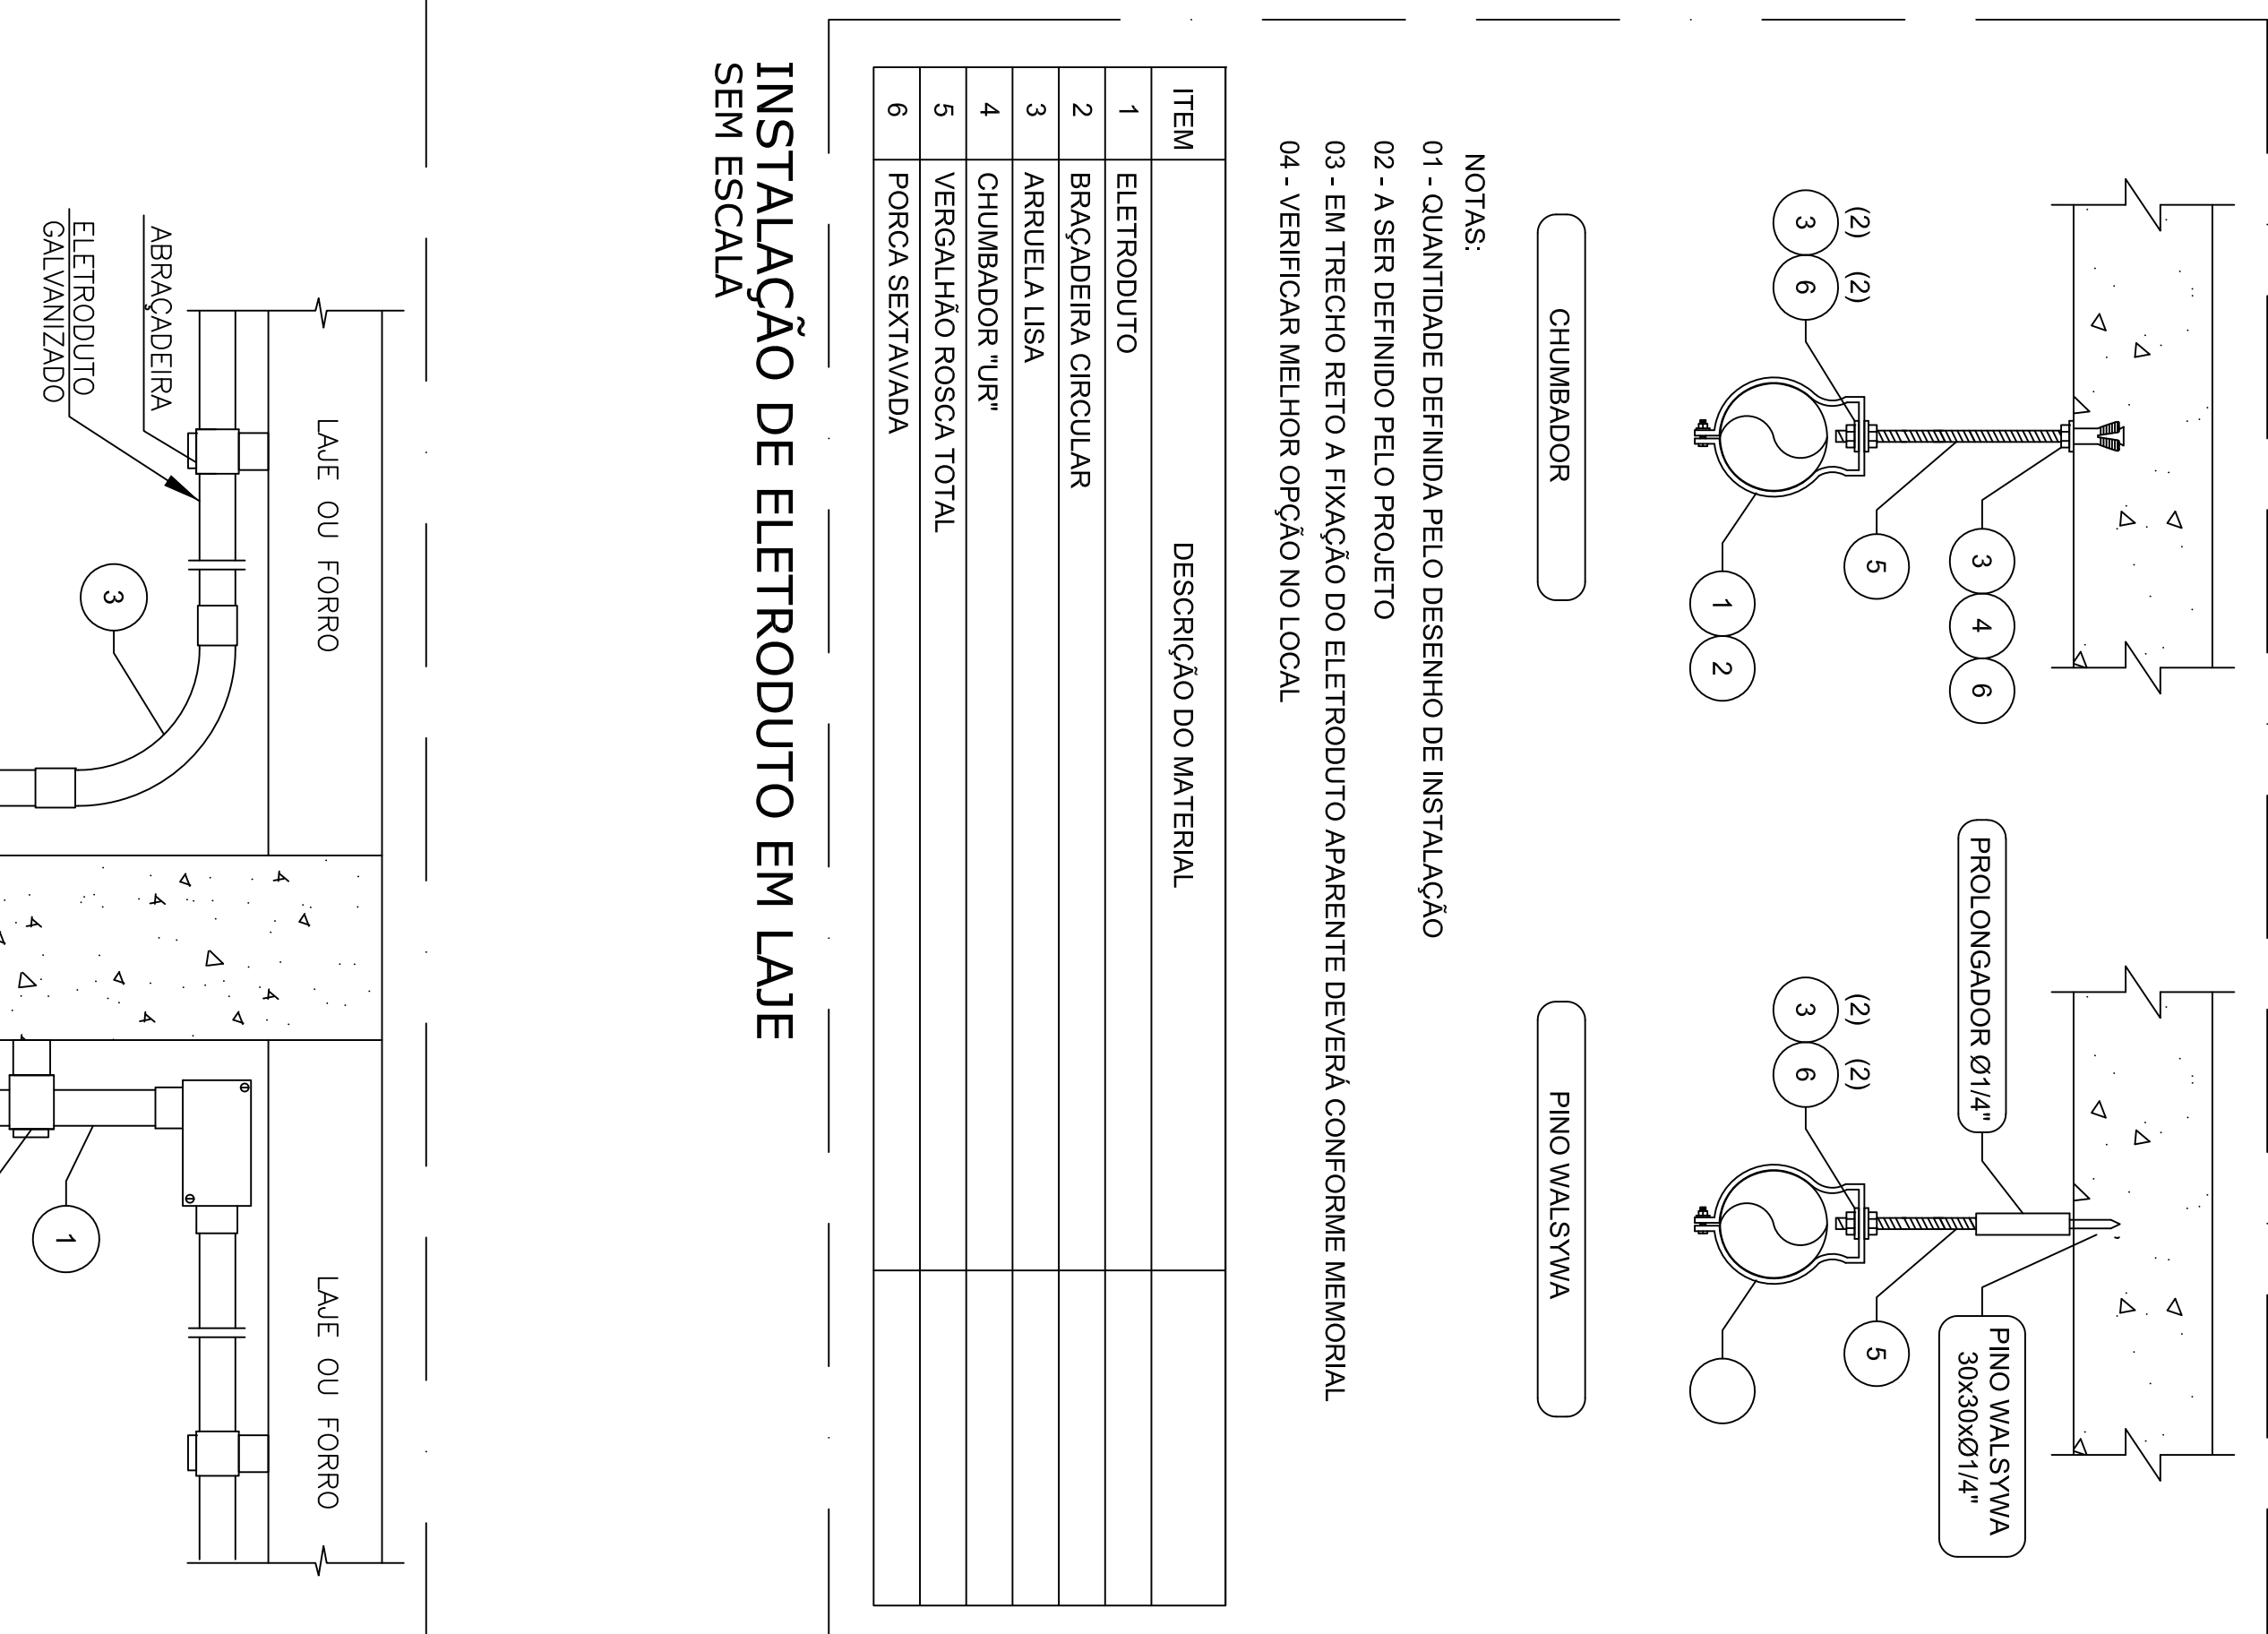 (2) (2)
3 6
3 4 6
5
1 2
CHUMBADOR
PROLONGADOR Ø1/4"
(2) (2)
3 6
PINO WALSYWA
30x30xØ1/4"
5
PINO WALSYWA
NOTAS:
01 - QUANTIDADE DEFINIDA PELO DESENHO DE INSTALAÇÃO
02 - A SER DEFINIDO PELO PROJETO
03 - EM TRECHO RETO A FIXAÇÃO DO ELETRODUTO APARENTE DEVERÁ CONFORME MEMORIAL
04 - VERIFICAR MELHOR OPÇÃO NO LOCAL
ITEM DESCRIÇÃO DO MATERIAL
1 ELETRODUTO
2 BRAÇADEIRA CIRCULAR
3 ARRUELA LISA
4 CHUMBADOR "UR"
5 VERGALHÃO ROSCA TOTAL
6 PORCA SEXTAVADA
INSTALAÇÃO DE ELETRODUTO EM LAJE
SEM ESCALA
LAJE OU FORRO
LAJE OU FORRO
ABRAÇADEIRA
ELETRODUTO
GALVANIZADO
3
1